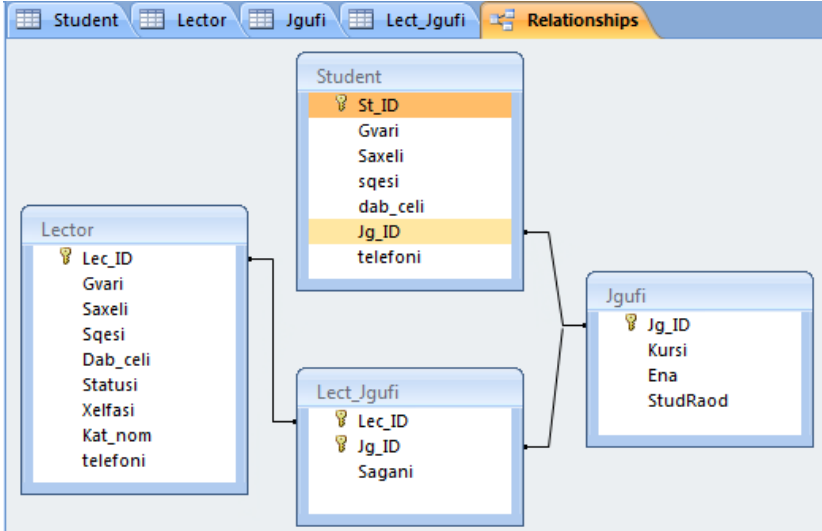 Student Lector Jgufi Lect_Jgufi Relationships
Student
St_ID
Gvari
Saxeli
sqesi
dab_celi
Jg_ID
telefoni
Lector
Lec_ID
Gvari
Saxeli
Sqesi
Dab_celi
Statusi
Xelfasi
Kat_nom
telefoni
Lect_Jgufi
Lec_ID
Jg_ID
Sagani
Jgufi
Jg_ID
Kursi
Ena
StudRaod